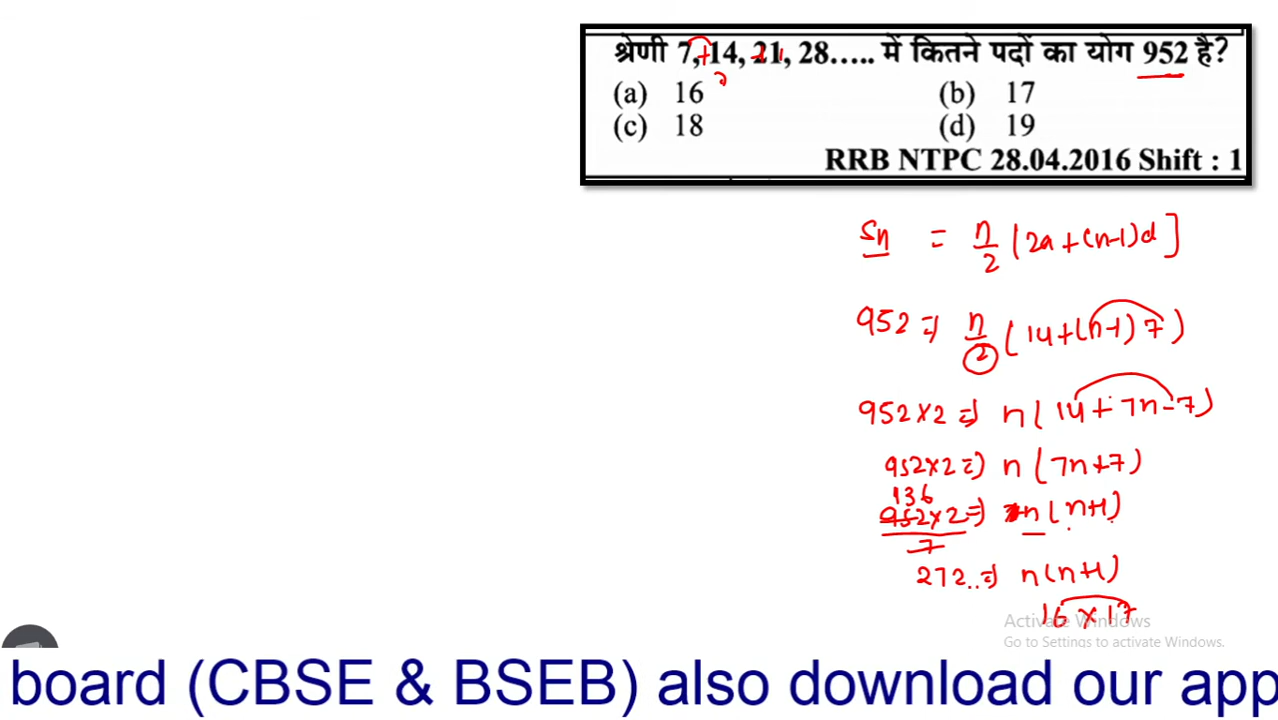 श्रेणी 7, 14, 21, 28..... में कितने पदों का योग 952 है?
(a) 16 (b) 17
(c) 18 (d) 19
RRB NTPC 28.04.2016 Shift : 1
Sn = n/2 (2a+(n-1)d]
952 => n/2 (14+(n-1)7)
952×2 => n(14+7n-7)
952×2 => n(7n+7)
136
952×2/7 => 7n(n+1)
272 => n(n+1)
16×17
Activate Windows
Go to Settings to activate Windows.
board (CBSE & BSEB) also download our app